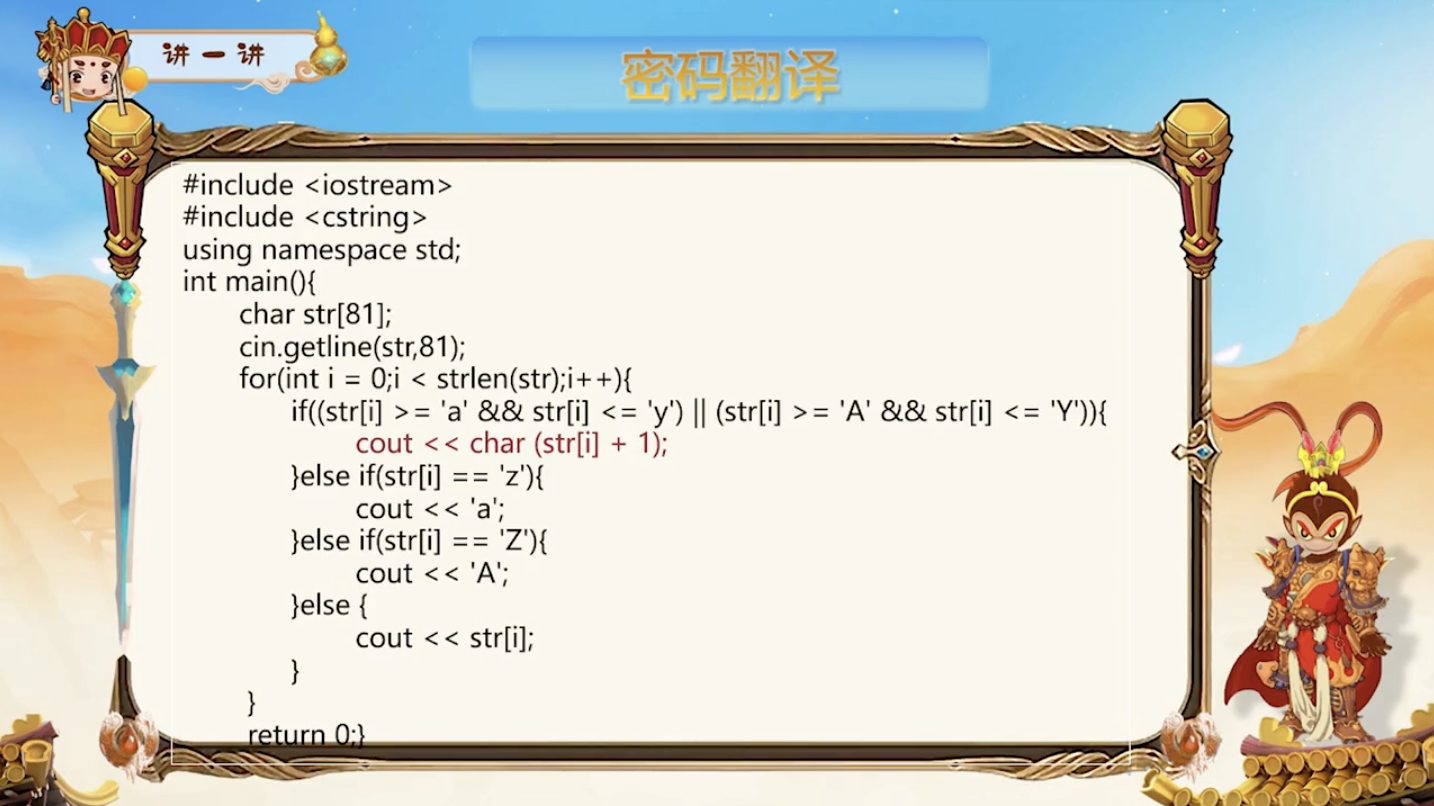 讲一讲
密码翻译
#include <iostream>
#include <cstring>
using namespace std;
int main(){
char str[81];
cin.getline(str,81);
for(int i = 0;i < strlen(str);i++){
if((str[i] >= 'a' && str[i] <= 'y') || (str[i] >= 'A' && str[i] <= 'Y')){
cout << char (str[i] + 1);
}else if(str[i] == 'z'){
cout << 'a';
}else if(str[i] == 'Z'){
cout << 'A';
}else {
cout << str[i];
}
}
return 0;}